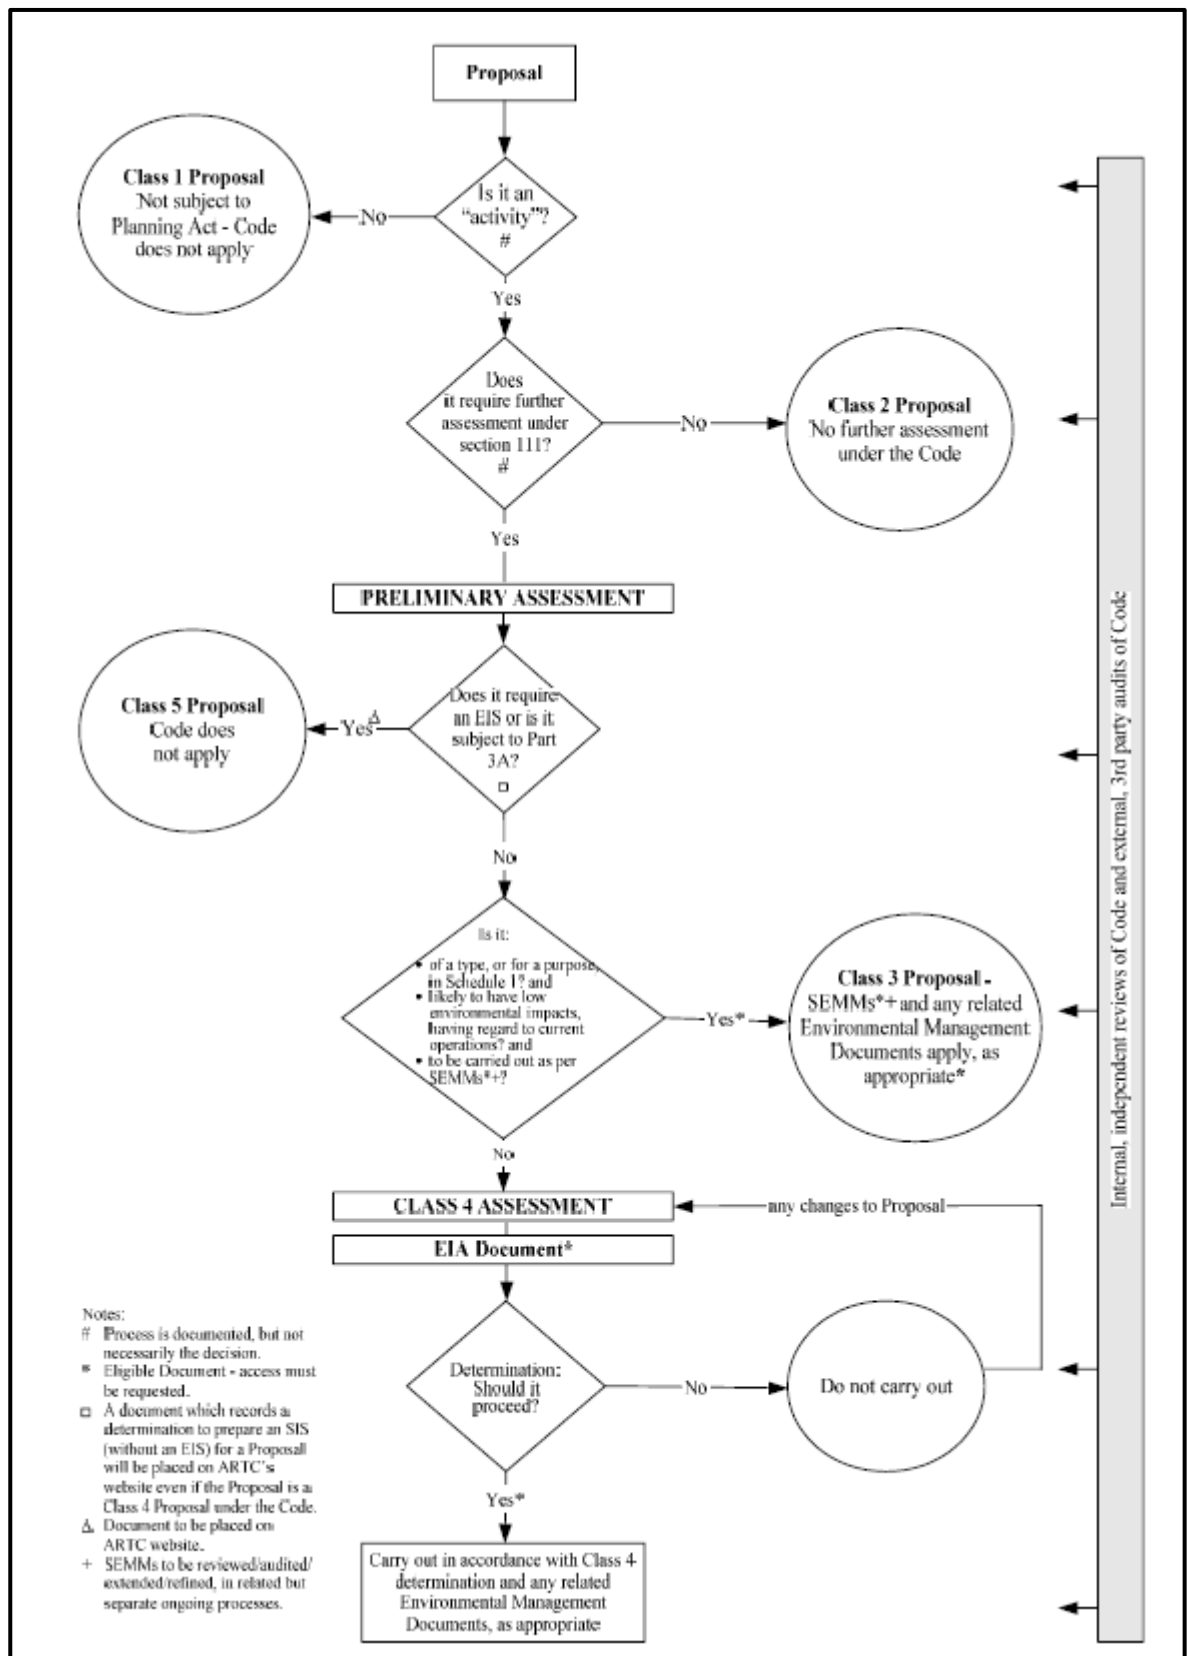 Proposal
Class 1 Proposal
Not subject to
Planning Act - Code
does not apply
No
Is it an
“activity”?
#
Yes
Does
it require further
assessment under
section 111?
#
No
Class 2 Proposal
No further assessment
under the Code
Yes
PRELIMINARY ASSESSMENT
Class 5 Proposal
Code does
not apply
Yes Δ
Does it require
an EIS or is it
subject to Part
3A?
□
No
Is it:
• of a type, or for a purpose,
in Schedule 1? and
• likely to have low
environmental impacts,
having regard to current
operations? and
• to be carried out as per
SEMMs*+?
Yes*
Class 3 Proposal -
SEMMs*+ and any related
Environmental Management
Documents apply, as
appropriate*
No
CLASS 4 ASSESSMENT
any changes to Proposal
EIA Document*
Determination:
Should it
proceed?
No
Do not carry out
Yes*
Carry out in accordance with Class 4
determination and any related
Environmental Management
Documents, as appropriate
Notes:
# Process is documented, but not
necessarily the decision.
* Eligible Document - access must
be requested.
□ A document which records a
determination to prepare an SIS
(without an EIS) for a Proposal
will be placed on ARTC's
website even if the Proposal is a
Class 4 Proposal under the Code.
Δ Document to be placed on
ARTC website.
+ SEMMs to be reviewed/audited/
extended/refined, in related but
separate ongoing processes.
Internal, independent reviews of Code and external, 3rd party audits of Code